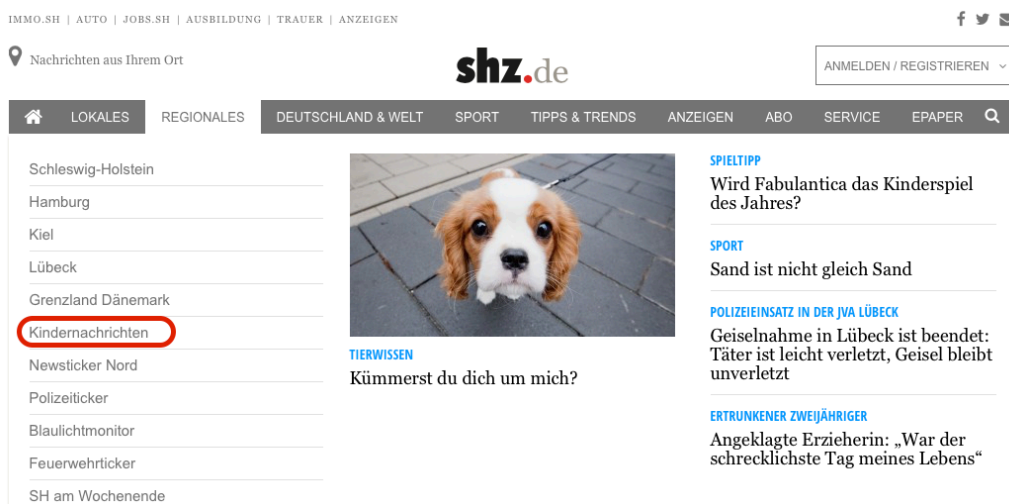 IMMO.SH | AUTO | JOBS.SH | AUSBILDUNG | TRAUER | ANZEIGEN
Nachrichten aus Ihrem Ort
shz.de
ANMELDEN / REGISTRIEREN
LOKALES REGIONALES DEUTSCHLAND & WELT SPORT TIPPS & TRENDS ANZEIGEN ABO SERVICE EPAPER
Schleswig-Holstein
Hamburg
Kiel
Lübeck
Grenzland Dänemark
Kindernachrichten
Newsticker Nord
Polizeiticker
Blaulichtmonitor
Feuerwehrticker
SH am Wochenende
TIERWISSEN
Kümmerst du dich um mich?
SPIELTIPP
Wird Fabulantica das Kinderspiel
des Jahres?
SPORT
Sand ist nicht gleich Sand
POLIZEIEINSATZ IN DER JVA LÜBECK
Geiselnahme in Lübeck ist beendet:
Täter ist leicht verletzt, Geisel bleibt
unverletzt
ERTRUNKENER ZWEIJÄHRIGER
Angeklagte Erzieherin: „War der
schrecklichste Tag meines Lebens“